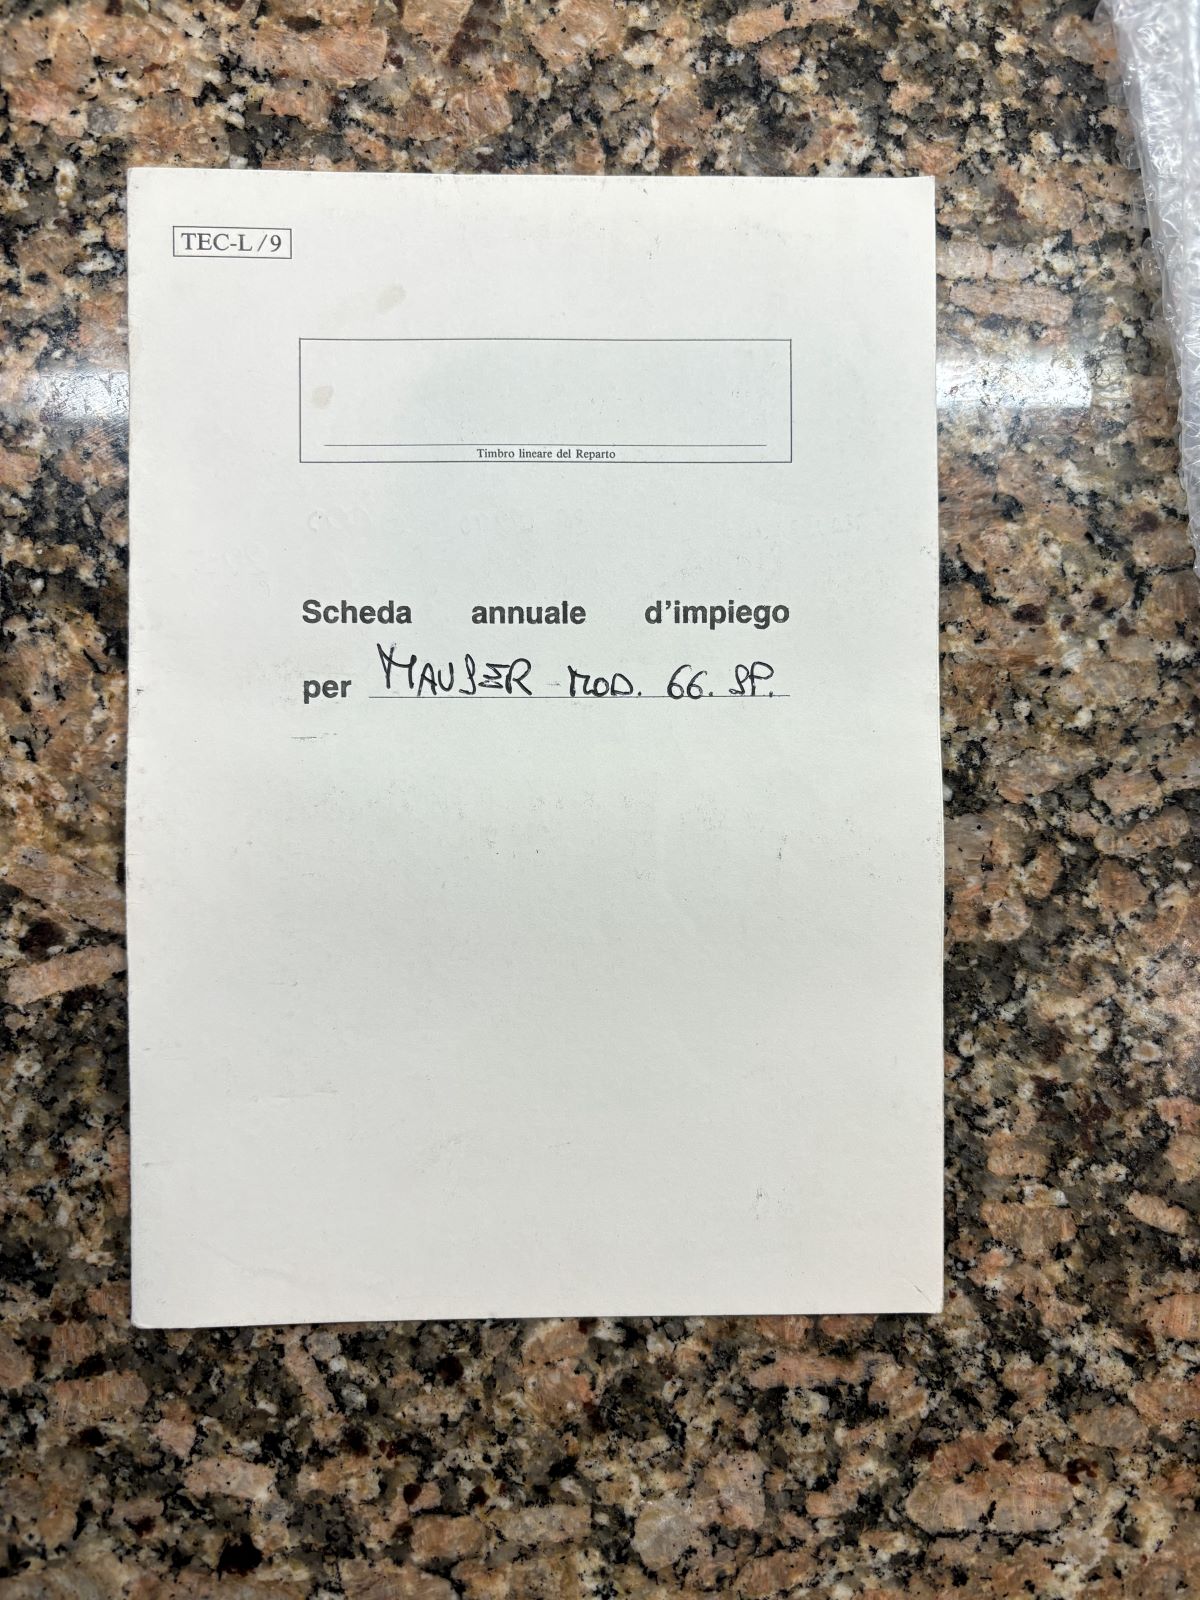 TEC-L/9
Timbro lineare del Reparto
Scheda annuale d'impiego
per MAUSER MOD. 66. SP.